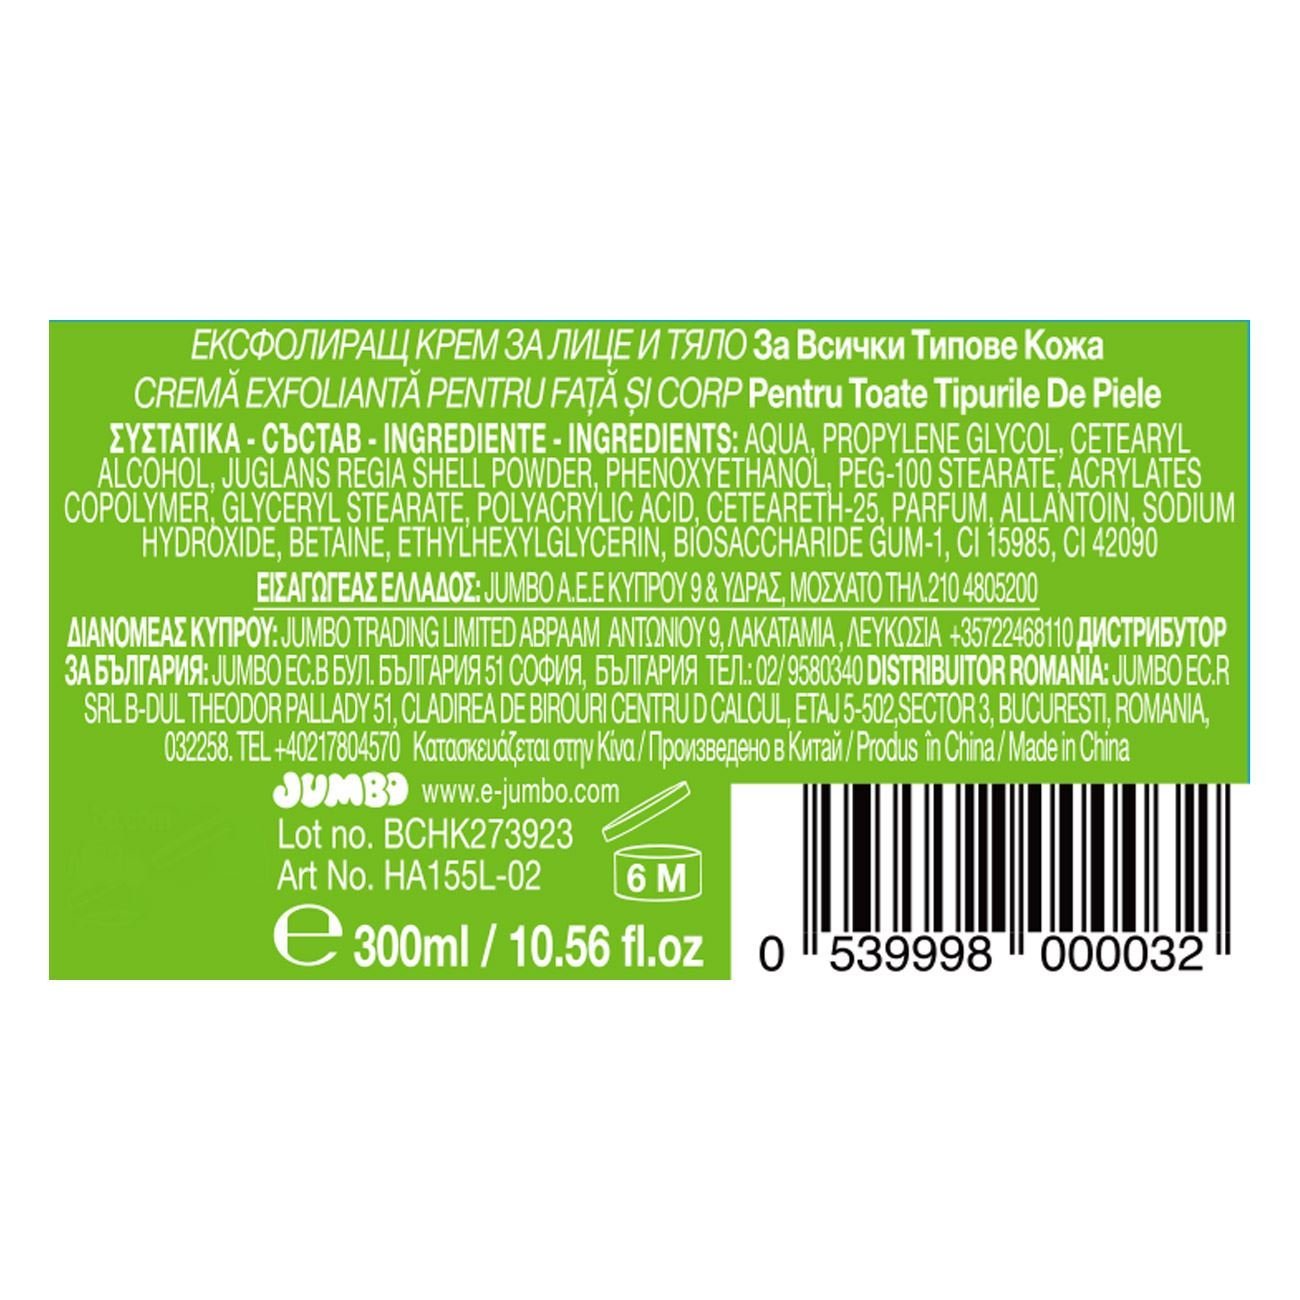 ЕКСФОЛИРАЩ КРЕМ ЗА ЛИЦЕ И ТЯЛО За Всички Типове Кожа
CREMĂ EXFOLIANTĂ PENTRU FAȚĂ ȘI CORP Pentru Toate Tipurile De Piele
ΣΥΣΤΑΤΙΚΑ - СЪСТАВ - INGREDIENTE - INGREDIENTS: AQUA, PROPYLENE GLYCOL, CETEARYL
ALCOHOL, JUGLANS REGIA SHELL POWDER, PHENOXYETHANOL, PEG-100 STEARATE, ACRYLATES
COPOLYMER, GLYCERYL STEARATE, POLYACRYLIC ACID, CETEARETH-25, PARFUM, ALLANTOIN, SODIUM
HYDROXIDE, BETAINE, ETHYLHEXYLGLYCERIN, BIOSACCHARIDE GUM-1, CI 15985, CI 42090
ΕΙΣΑΓΩΓΕΑΣ ΕΛΛΑΔΟΣ: JUMBO A.E.E ΚΥΠΡΟΥ 9 & ΥΔΡΑΣ, ΜΟΣΧΑΤΟ ΤΗΛ.210 4805200
ΔΙΑΝΟΜΕΑΣ ΚΥΠΡΟΥ: JUMBO TRADING LIMITED ΑΒΡΑΑΜ ΑΝΤΩΝΙΟΥ 9, ΛΑΚΑΤΑΜΙΑ , ΛΕΥΚΩΣΙΑ +35722468110 ДИСТРИБУТОР
ЗА БЪЛГАРИЯ: JUMBO EC.B БУЛ. БЪЛГАРИЯ 51 СОФИЯ, БЪЛГАРИЯ ТЕЛ.: 02/ 9580340 DISTRIBUITOR ROMANIA: JUMBO EC.R
SRL B-DUL THEODOR PALLADY 51, CLADIREA DE BIROURI CENTRU D CALCUL, ETAJ 5-502,SECTOR 3, BUCURESTI, ROMANIA,
032258. TEL +40217804570 Κατασκευάζεται στην Κίνα / Произведено в Китай / Produs în China / Made in China
JUMBO www.e-jumbo.com
Lot no. BCHK273923
Art No. HA155L-02
6 M
e 300ml / 10.56 fl.oz
0 539998 000032